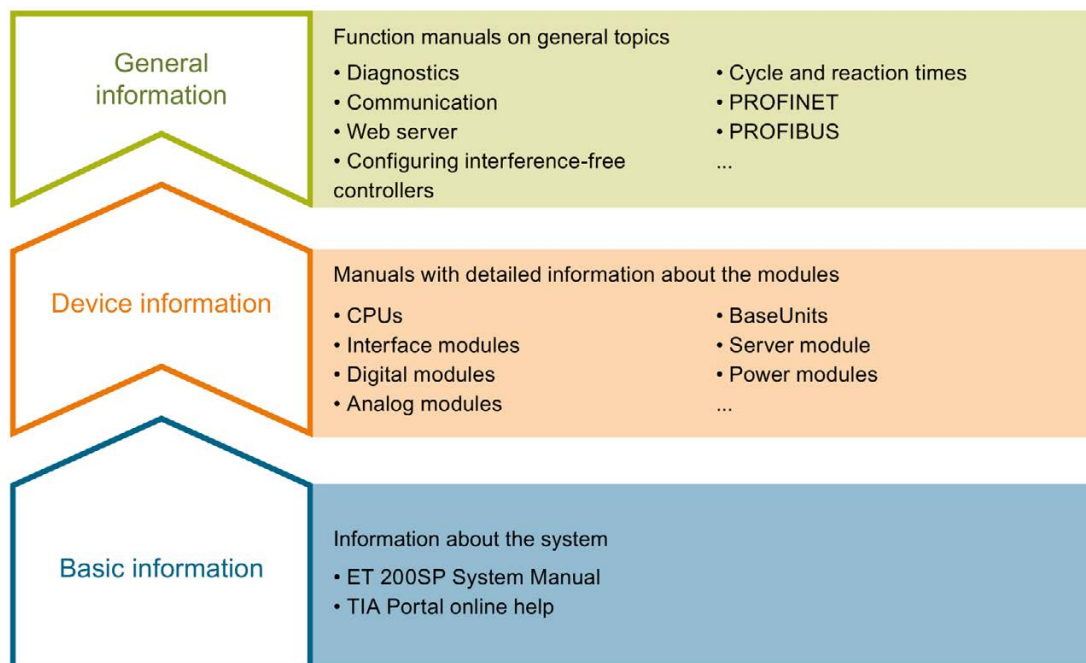 General
information
Function manuals on general topics
• Diagnostics
• Communication
• Web server
• Configuring interference-free
controllers
• Cycle and reaction times
• PROFINET
• PROFIBUS
...
Device information
Manuals with detailed information about the modules
• CPUs
• Interface modules
• Digital modules
• Analog modules
• BaseUnits
• Server module
• Power modules
...
Basic information
Information about the system
• ET 200SP System Manual
• TIA Portal online help